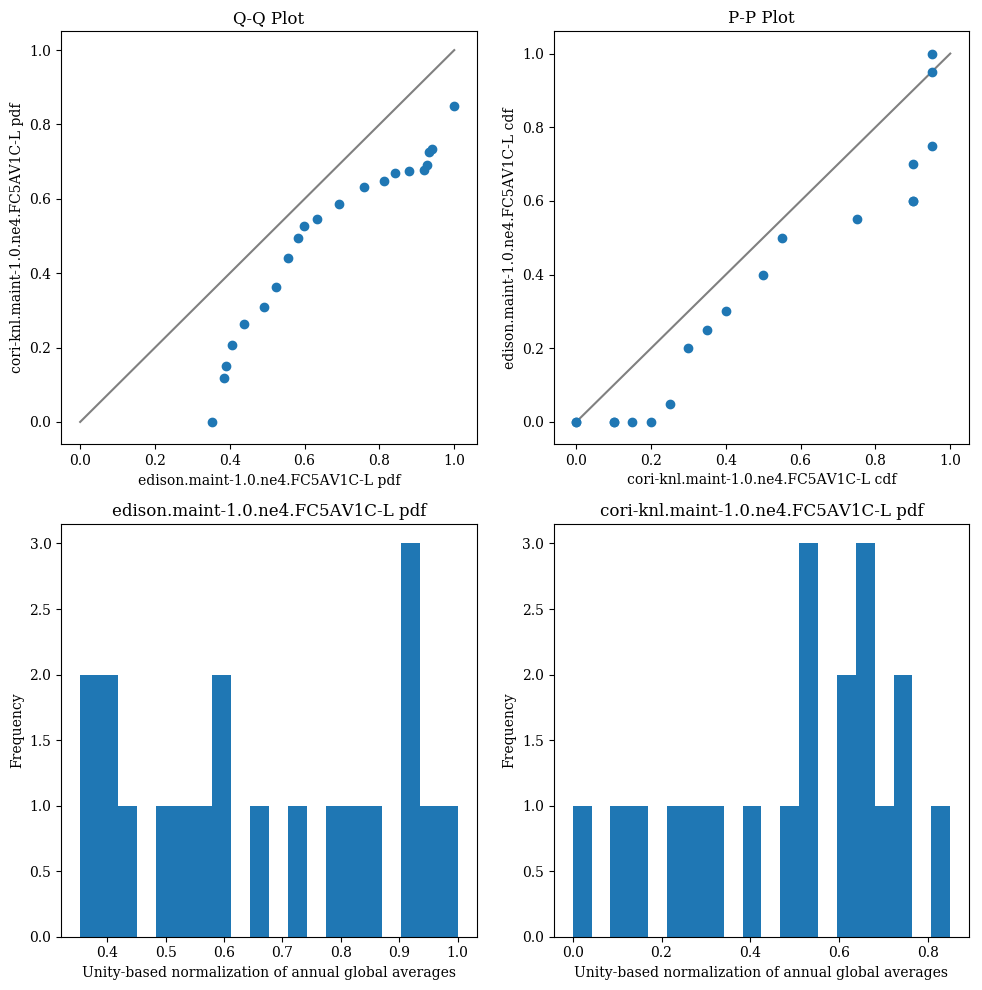 Q-Q Plot
cori-knl.maint-1.0.ne4.FC5AV1C-L pdf
1.0
0.8
0.6
0.4
0.2
0.0
0.0 0.2 0.4 0.6 0.8 1.0
edison.maint-1.0.ne4.FC5AV1C-L pdf
P-P Plot
edison.maint-1.0.ne4.FC5AV1C-L cdf
1.0
0.8
0.6
0.4
0.2
0.0
0.0 0.2 0.4 0.6 0.8 1.0
cori-knl.maint-1.0.ne4.FC5AV1C-L cdf
edison.maint-1.0.ne4.FC5AV1C-L pdf
Frequency
3.0
2.5
2.0
1.5
1.0
0.5
0.0
0.4 0.5 0.6 0.7 0.8 0.9 1.0
Unity-based normalization of annual global averages
cori-knl.maint-1.0.ne4.FC5AV1C-L pdf
Frequency
3.0
2.5
2.0
1.5
1.0
0.5
0.0
0.0 0.2 0.4 0.6 0.8
Unity-based normalization of annual global averages